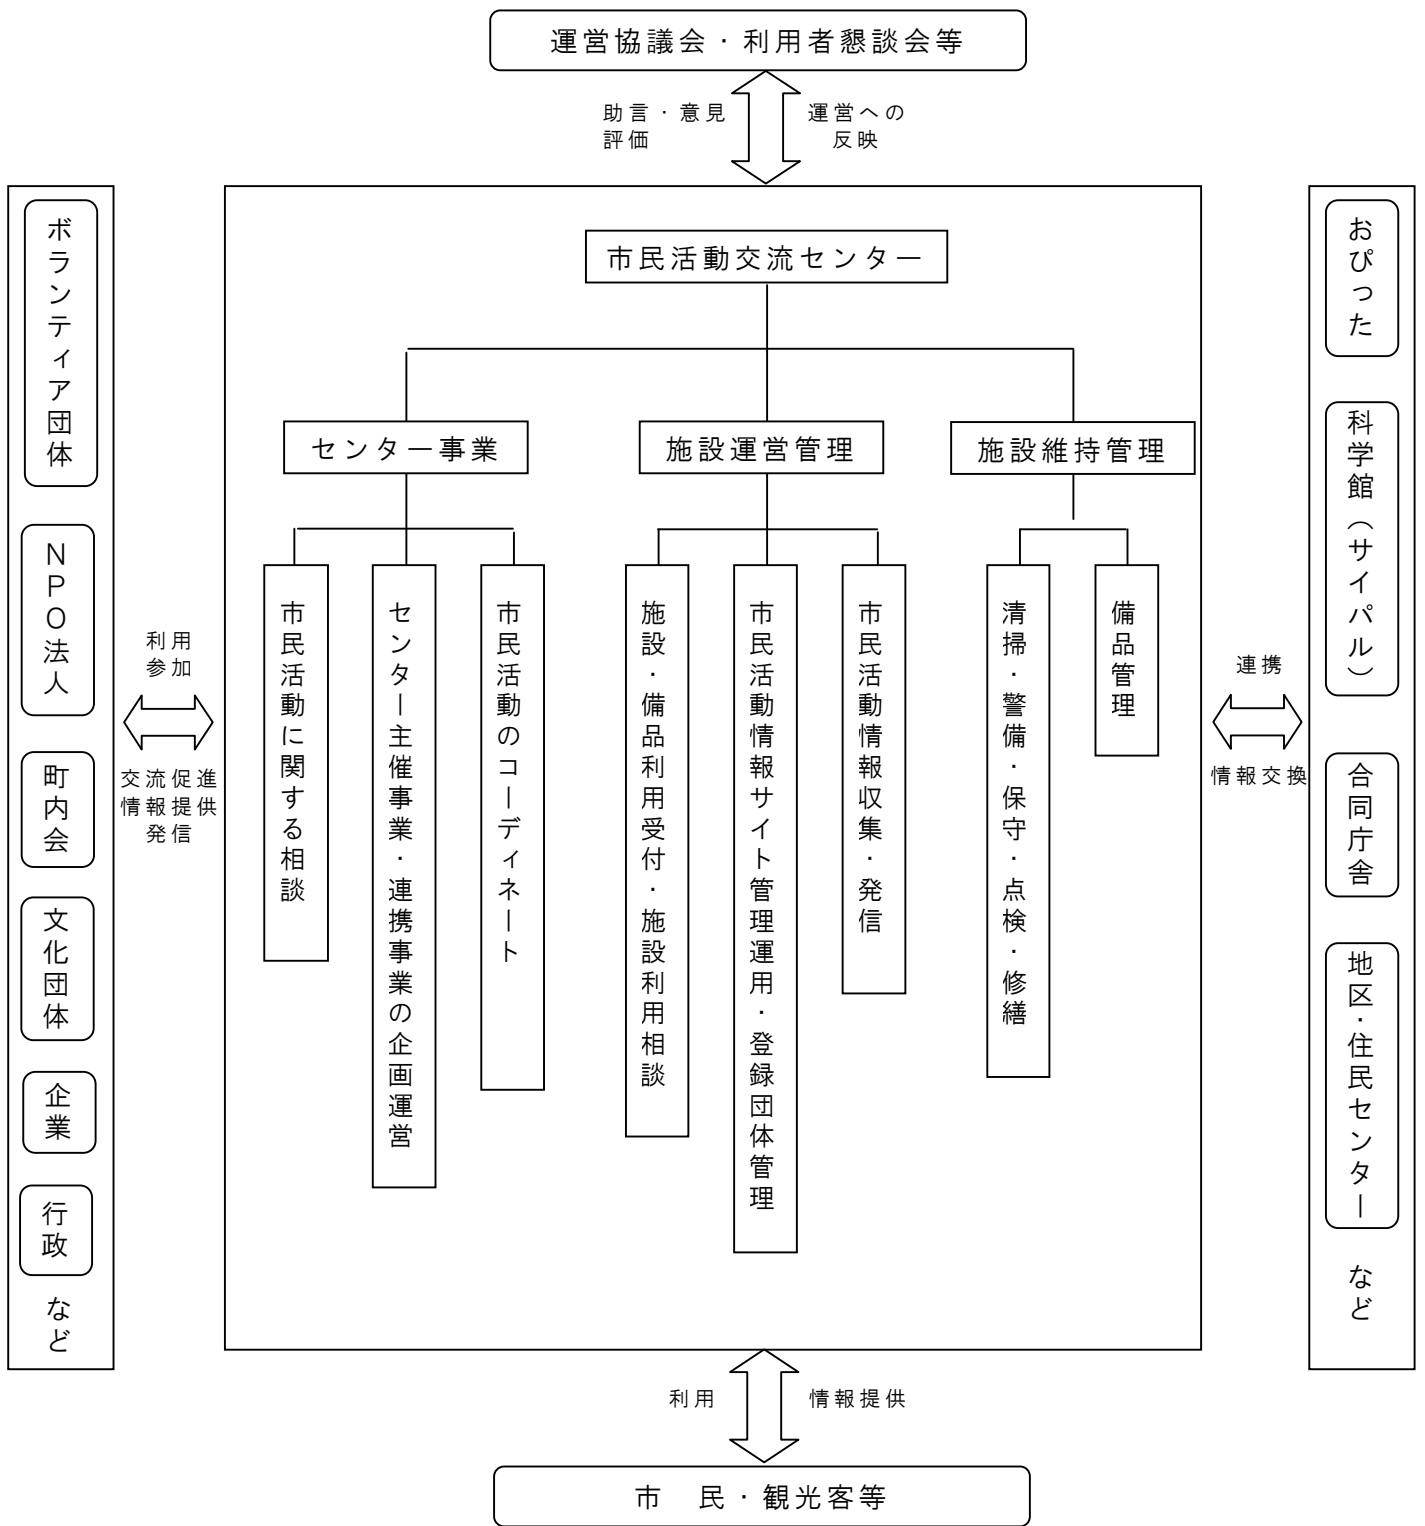 運営協議会・利用者懇談会等
助言・意見
評価
運営への
反映
ボランティア団体
NPO法人
町内会
文化団体
企業
行政
など
利用
参加
交流促進
情報提供
発信
市民活動交流センター
センター事業
施設運営管理
施設維持管理
市民活動に関する相談
センター主催事業・連携事業の企画運営
市民活動のコーディネート
施設・備品利用受付・施設利用相談
市民活動情報サイト管理運用・登録団体管理
市民活動情報収集・発信
清掃・警備・保守・点検・修繕
備品管理
連携
情報交換
おぴった
科学館（サイパル）
合同庁舎
地区・住民センター
など
利用
情報提供
市　民・観光客等